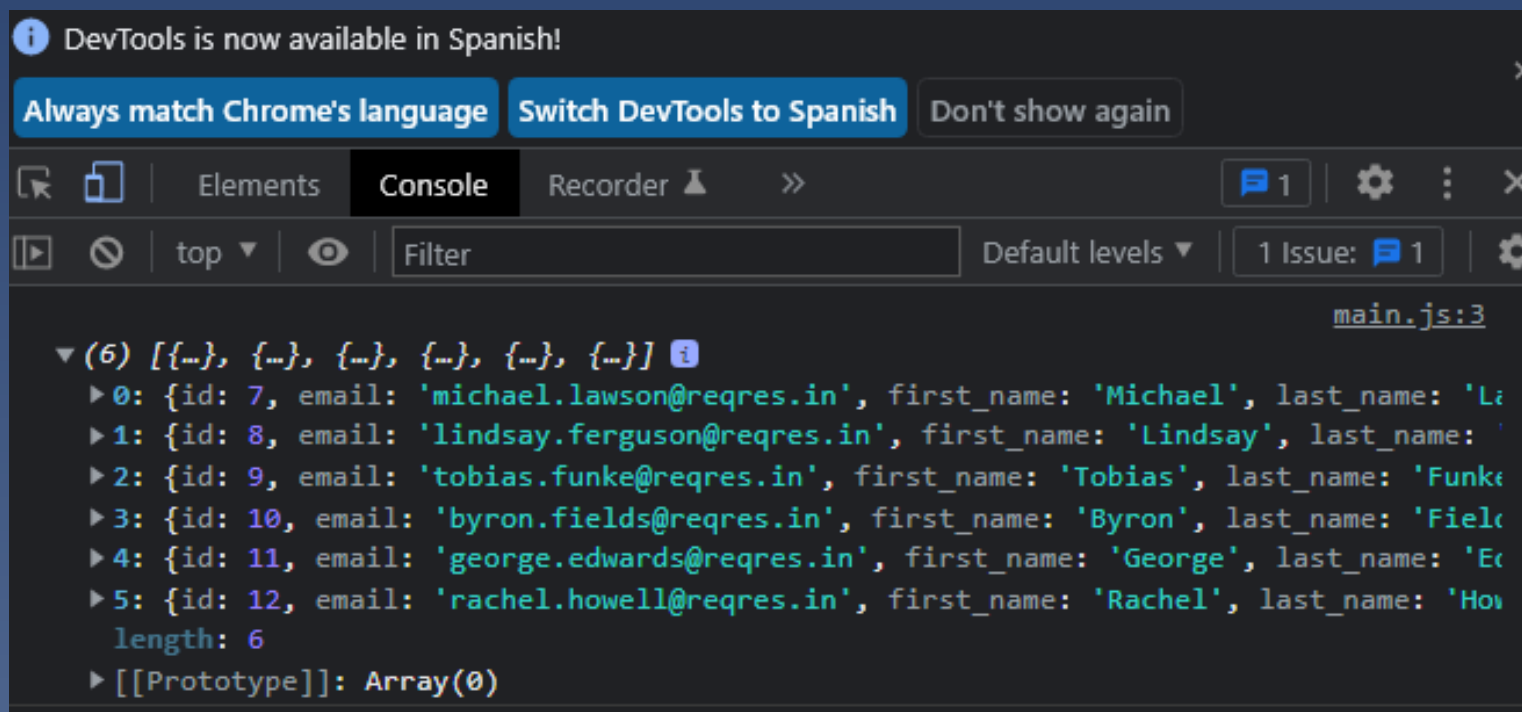 DevTools is now available in Spanish!
Always match Chrome's language Switch DevTools to Spanish Don't show again
Elements Console Recorder 1
top Filter Default levels 1 Issue: 1
main.js:3
(6) [{…}, {…}, {…}, {…}, {…}, {…}] i
0: {id: 7, email: 'michael.lawson@reqres.in', first_name: 'Michael', last_name: 'La
1: {id: 8, email: 'lindsay.ferguson@reqres.in', first_name: 'Lindsay', last_name: '
2: {id: 9, email: 'tobias.funke@reqres.in', first_name: 'Tobias', last_name: 'Funke
3: {id: 10, email: 'byron.fields@reqres.in', first_name: 'Byron', last_name: 'Field
4: {id: 11, email: 'george.edwards@reqres.in', first_name: 'George', last_name: 'Ed
5: {id: 12, email: 'rachel.howell@reqres.in', first_name: 'Rachel', last_name: 'How
length: 6
[[Prototype]]: Array(0)